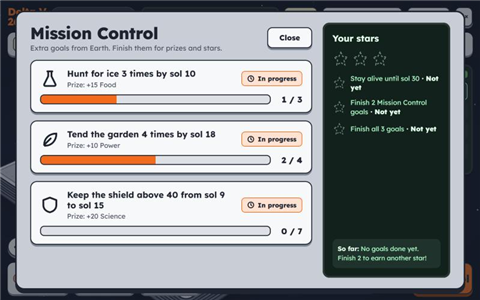 Mission Control
Extra goals from Earth. Finish them for prizes and stars.
Close
Hunt for ice 3 times by sol 10
Prize: +15 Food
In progress
1 / 3
Tend the garden 4 times by sol 18
Prize: +10 Power
In progress
2 / 4
Keep the shield above 40 from sol 9
to sol 15
Prize: +20 Science
In progress
0 / 7
Your stars
Stay alive until sol 30 · Not
yet
Finish 2 Mission Control
goals · Not yet
Finish all 3 goals · Not yet
So far: No goals done yet.
Finish 2 to earn another star!